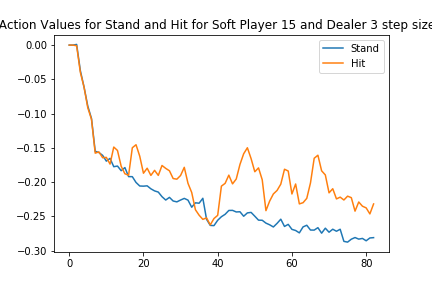 Action Values for Stand and Hit for Soft Player 15 and Dealer 3 step size
Stand
Hit
0.00
−0.05
−0.10
−0.15
−0.20
−0.25
−0.30
0 20 40 60 80